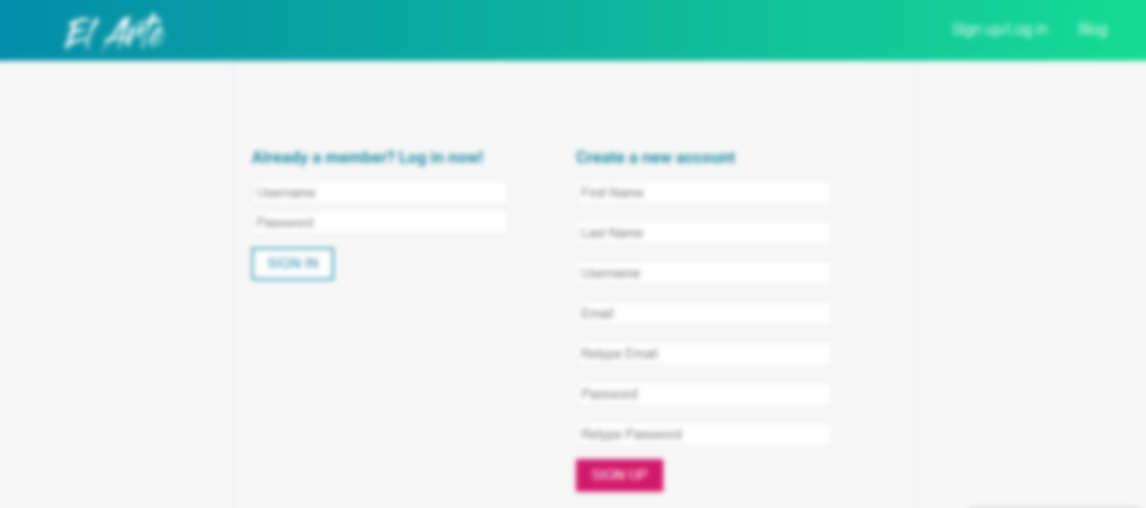 El Arte
Sign up/Log in
Blog
Already a member? Log in now!
Username
Password
SIGN IN
Create a new account
First Name
Last Name
Username
Email
Retype Email
Password
Retype Password
SIGN UP